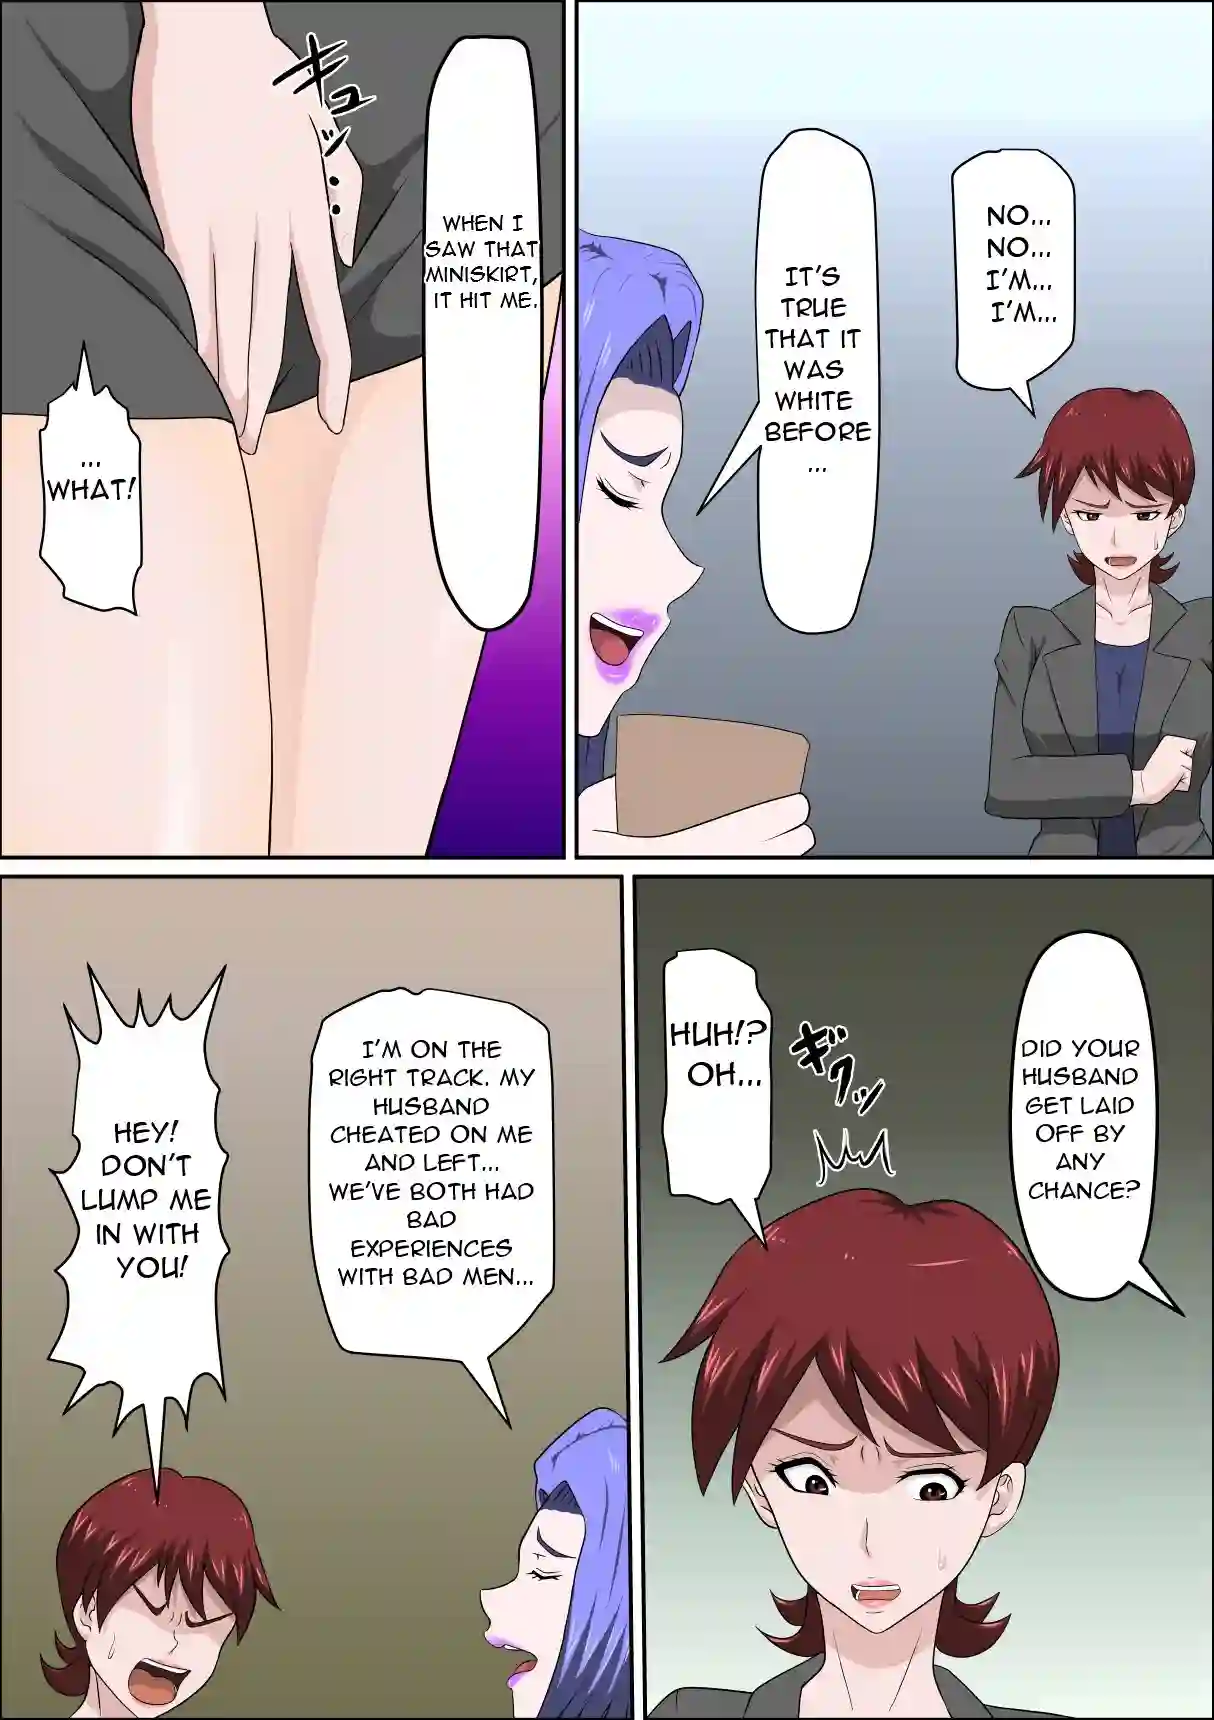 NO...
NO...
I'M...
I'M...
IT'S
TRUE
THAT IT
WAS
WHITE
BEFORE
...
WHEN I
SAW THAT
MINISKIRT,
IT HIT ME.
キュッ・・
...
WHAT!
DID YOUR
HUSBAND
GET LAID
OFF BY
ANY
CHANCE?
ギクッ
HUH!?
OH...
I'M ON THE
RIGHT TRACK. MY
HUSBAND
CHEATED ON ME
AND LEFT...
WE'VE BOTH HAD
BAD
EXPERIENCES
WITH BAD MEN...
HEY!
DON'T
LUMP ME
IN WITH
YOU!